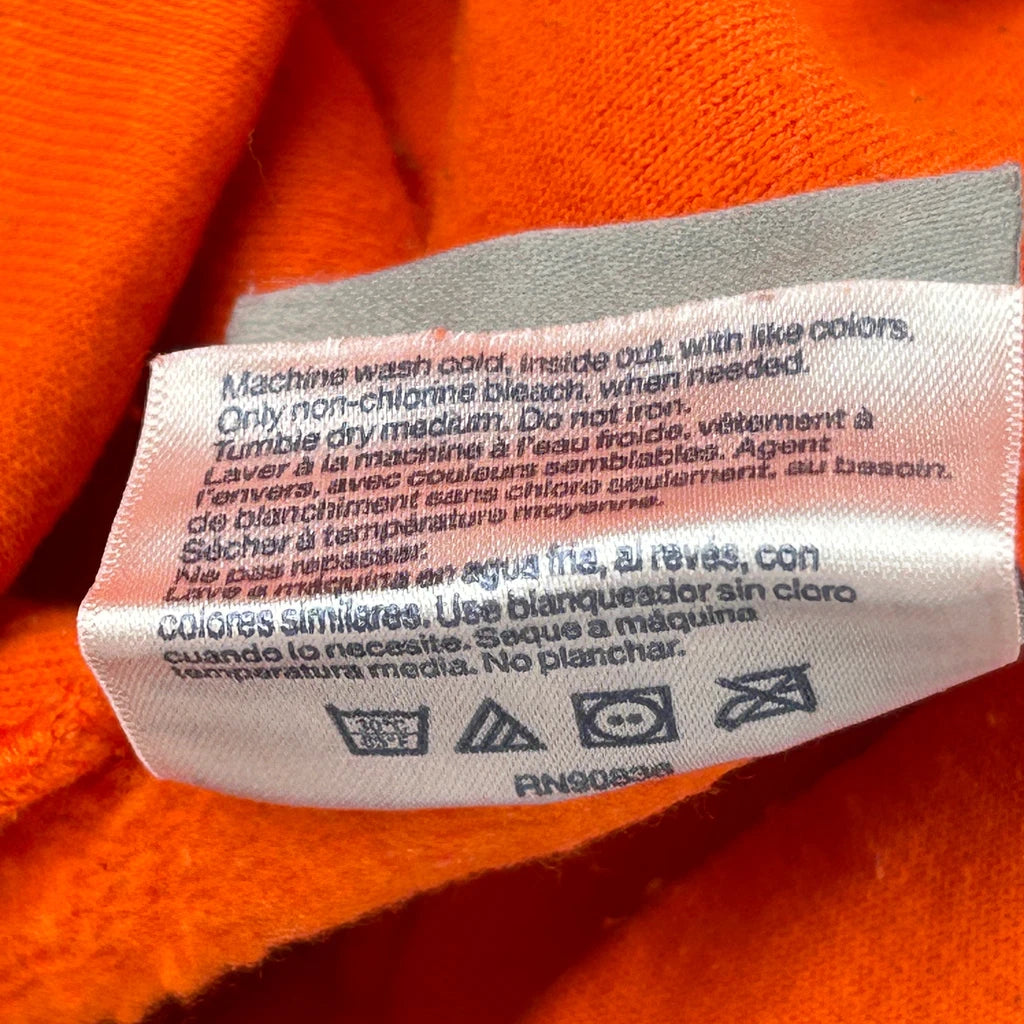 Machine wash cold, inside out, with like colors.
Only non-chlorine bleach, when needed.
Tumble dry medium. Do not iron.
Laver à la machine à l'eau froide, vêtement à
l'envers, avec couleurs semblables. Agent
de blanchiment sans chlore seulement, au besoin.
Sécher à température moyenne.
Ne pas repasser.
Lave a máquina en agua fría, al revés, con
colores similares. Use blanqueador sin cloro
cuando lo necesite. Seque a máquina
temperatura media. No planchar.
30°C